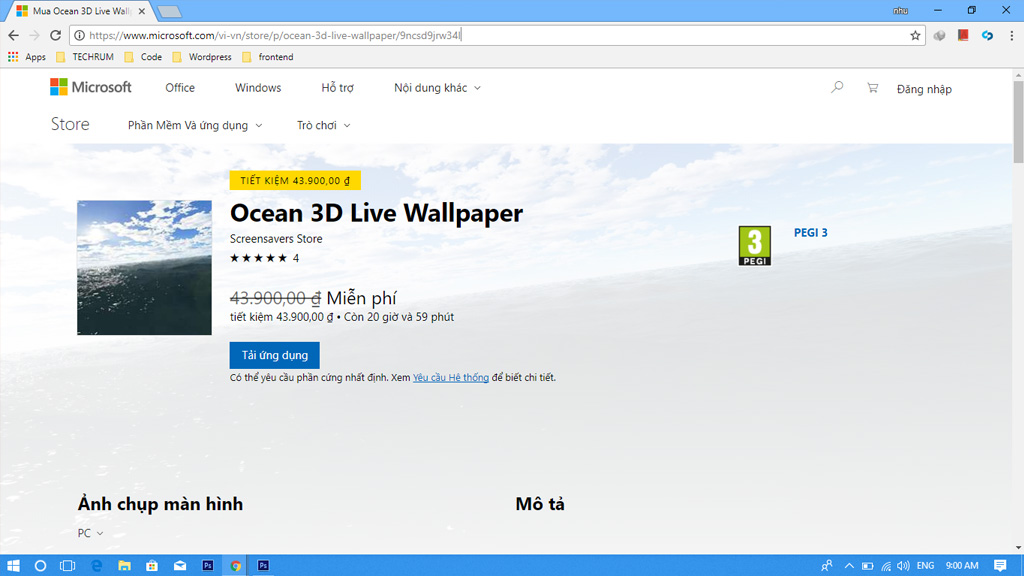 Mua Ocean 3D Live Wall
nhu
https://www.microsoft.com/vi-vn/store/p/ocean-3d-live-wallpaper/9ncsd9jrw34l
Apps TECHRUM Code Wordpress frontend
Microsoft Office Windows Hỗ trợ Nội dung khác Đăng nhập
Store Phần Mềm Và ứng dụng Trò chơi
TIẾT KIỆM 43.900,00 ₫
Ocean 3D Live Wallpaper
Screensavers Store
★★★★★ 4
3 PEGI
PEGI 3
43.900,00 ₫ Miễn phí
tiết kiệm 43.900,00 ₫ • Còn 20 giờ và 59 phút
Tải ứng dụng
Có thể yêu cầu phần cứng nhất định. Xem Yêu cầu Hệ thống để biết chi tiết.
Ảnh chụp màn hình
Mô tả
PC
Ps Ps ENG 9:00 AM